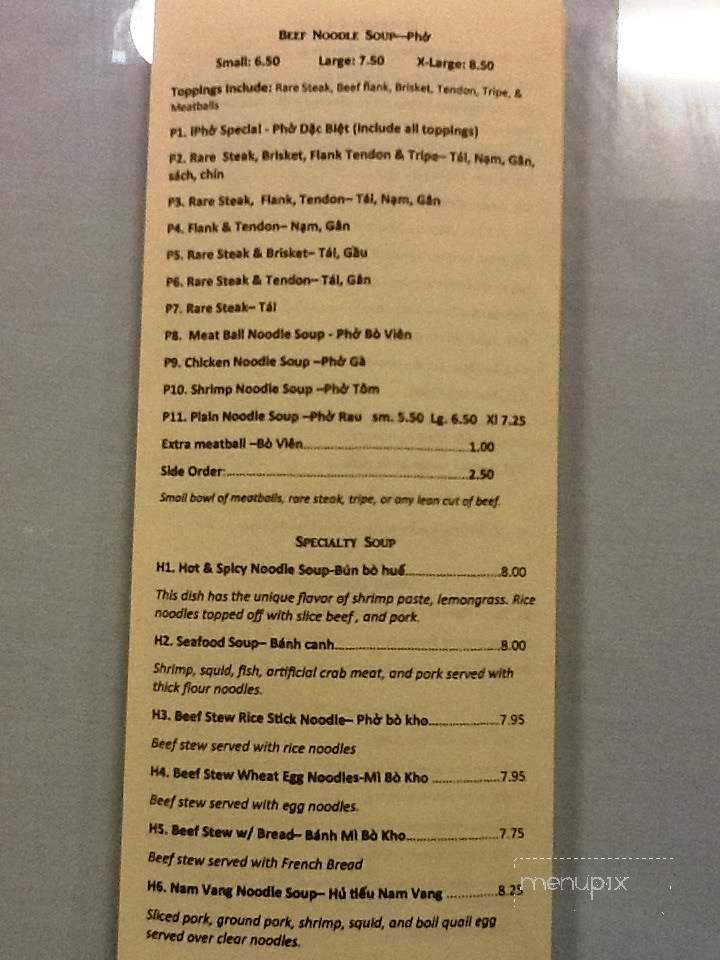 BEEF NOODLE SOUP—Phở
Small: 6.50 Large: 7.50 X-Large: 8.50
Toppings include: Rare Steak, Beef flank, Brisket, Tendon, Tripe, &
Meatballs
P1. IPhở Special - Phở Dặc Biệt (include all toppings)
P2. Rare Steak, Brisket, Flank Tendon & Tripe– Tái, Nạm, Gân,
sách, chín
P3. Rare Steak, Flank, Tendon– Tái, Nạm, Gân
P4. Flank & Tendon– Nạm, Gân
P5. Rare Steak & Brisket– Tái, Gầu
P6. Rare Steak & Tendon– Tái, Gân
P7. Rare Steak– Tái
P8. Meat Ball Noodle Soup - Phở Bò Viên
P9. Chicken Noodle Soup –Phở Gà
P10. Shrimp Noodle Soup –Phở Tôm
P11. Plain Noodle Soup –Phở Rau sm. 5.50 Lg. 6.50 Xl 7.25
Extra meatball –Bò Viên..........1.00
Side Order:..........2.50
Small bowl of meatballs, rare steak, tripe, or any lean cut of beef.
SPECIALTY SOUP
H1. Hot & Spicy Noodle Soup-Bún bò huế..........8.00
This dish has the unique flavor of shrimp paste, lemongrass. Rice
noodles topped off with slice beef, and pork.
H2. Seafood Soup– Bánh canh..........8.00
Shrimp, squid, fish, artificial crab meat, and pork served with
thick flour noodles.
H3. Beef Stew Rice Stick Noodle– Phở bò kho..........7.95
Beef stew served with rice noodles
H4. Beef Stew Wheat Egg Noodles-Mì Bò Kho ..........7.95
Beef stew served with egg noodles.
H5. Beef Stew w/ Bread– Bánh Mì Bò Kho..........7.75
Beef stew served with French Bread
H6. Nam Vang Noodle Soup– Hủ tiếu Nam Vang ..........8.25
Sliced pork, ground pork, shrimp, squid, and boil quail egg
served over clear noodles.
menupix